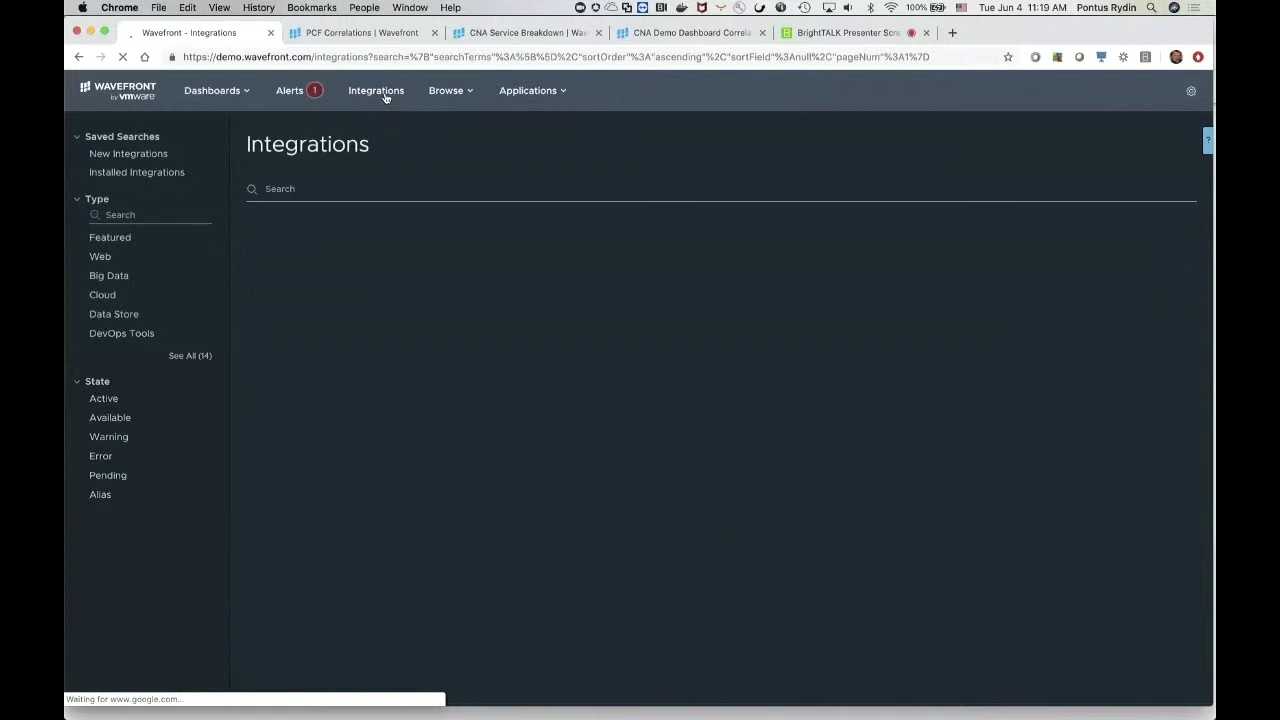 Chrome File Edit View History Bookmarks People Window Help 100% Tue Jun 4 11:19 AM Pontus Rydin
Wavefront - Integrations PCF Correlations | Wavefront CNA Service Breakdown | Wav CNA Demo Dashboard Correla BrightTALK Presenter Scre
https://demo.wavefront.com/integrations?search=%7B"searchTerms"%3A%5B%5D%2C"sortOrder"%3A"ascending"%2C"sortField"%3Anull%2C"pageNum"%3A1%7D
WAVEFRONT
by vmware
Dashboards Alerts 1 Integrations Browse Applications
?
Saved Searches
New Integrations
Installed Integrations
Type
Search
Featured
Web
Big Data
Cloud
Data Store
DevOps Tools
See All (14)
State
Active
Available
Warning
Error
Pending
Alias
Integrations
Search
Waiting for www.google.com...